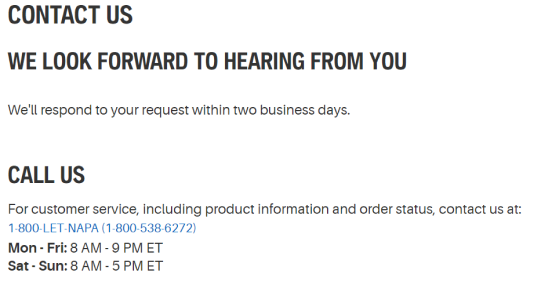 CONTACT US
WE LOOK FORWARD TO HEARING FROM YOU
We'll respond to your request within two business days.
CALL US
For customer service, including product information and order status, contact us at:
1-800-LET-NAPA (1-800-538-6272)
Mon - Fri: 8 AM - 9 PM ET
Sat - Sun: 8 AM - 5 PM ET